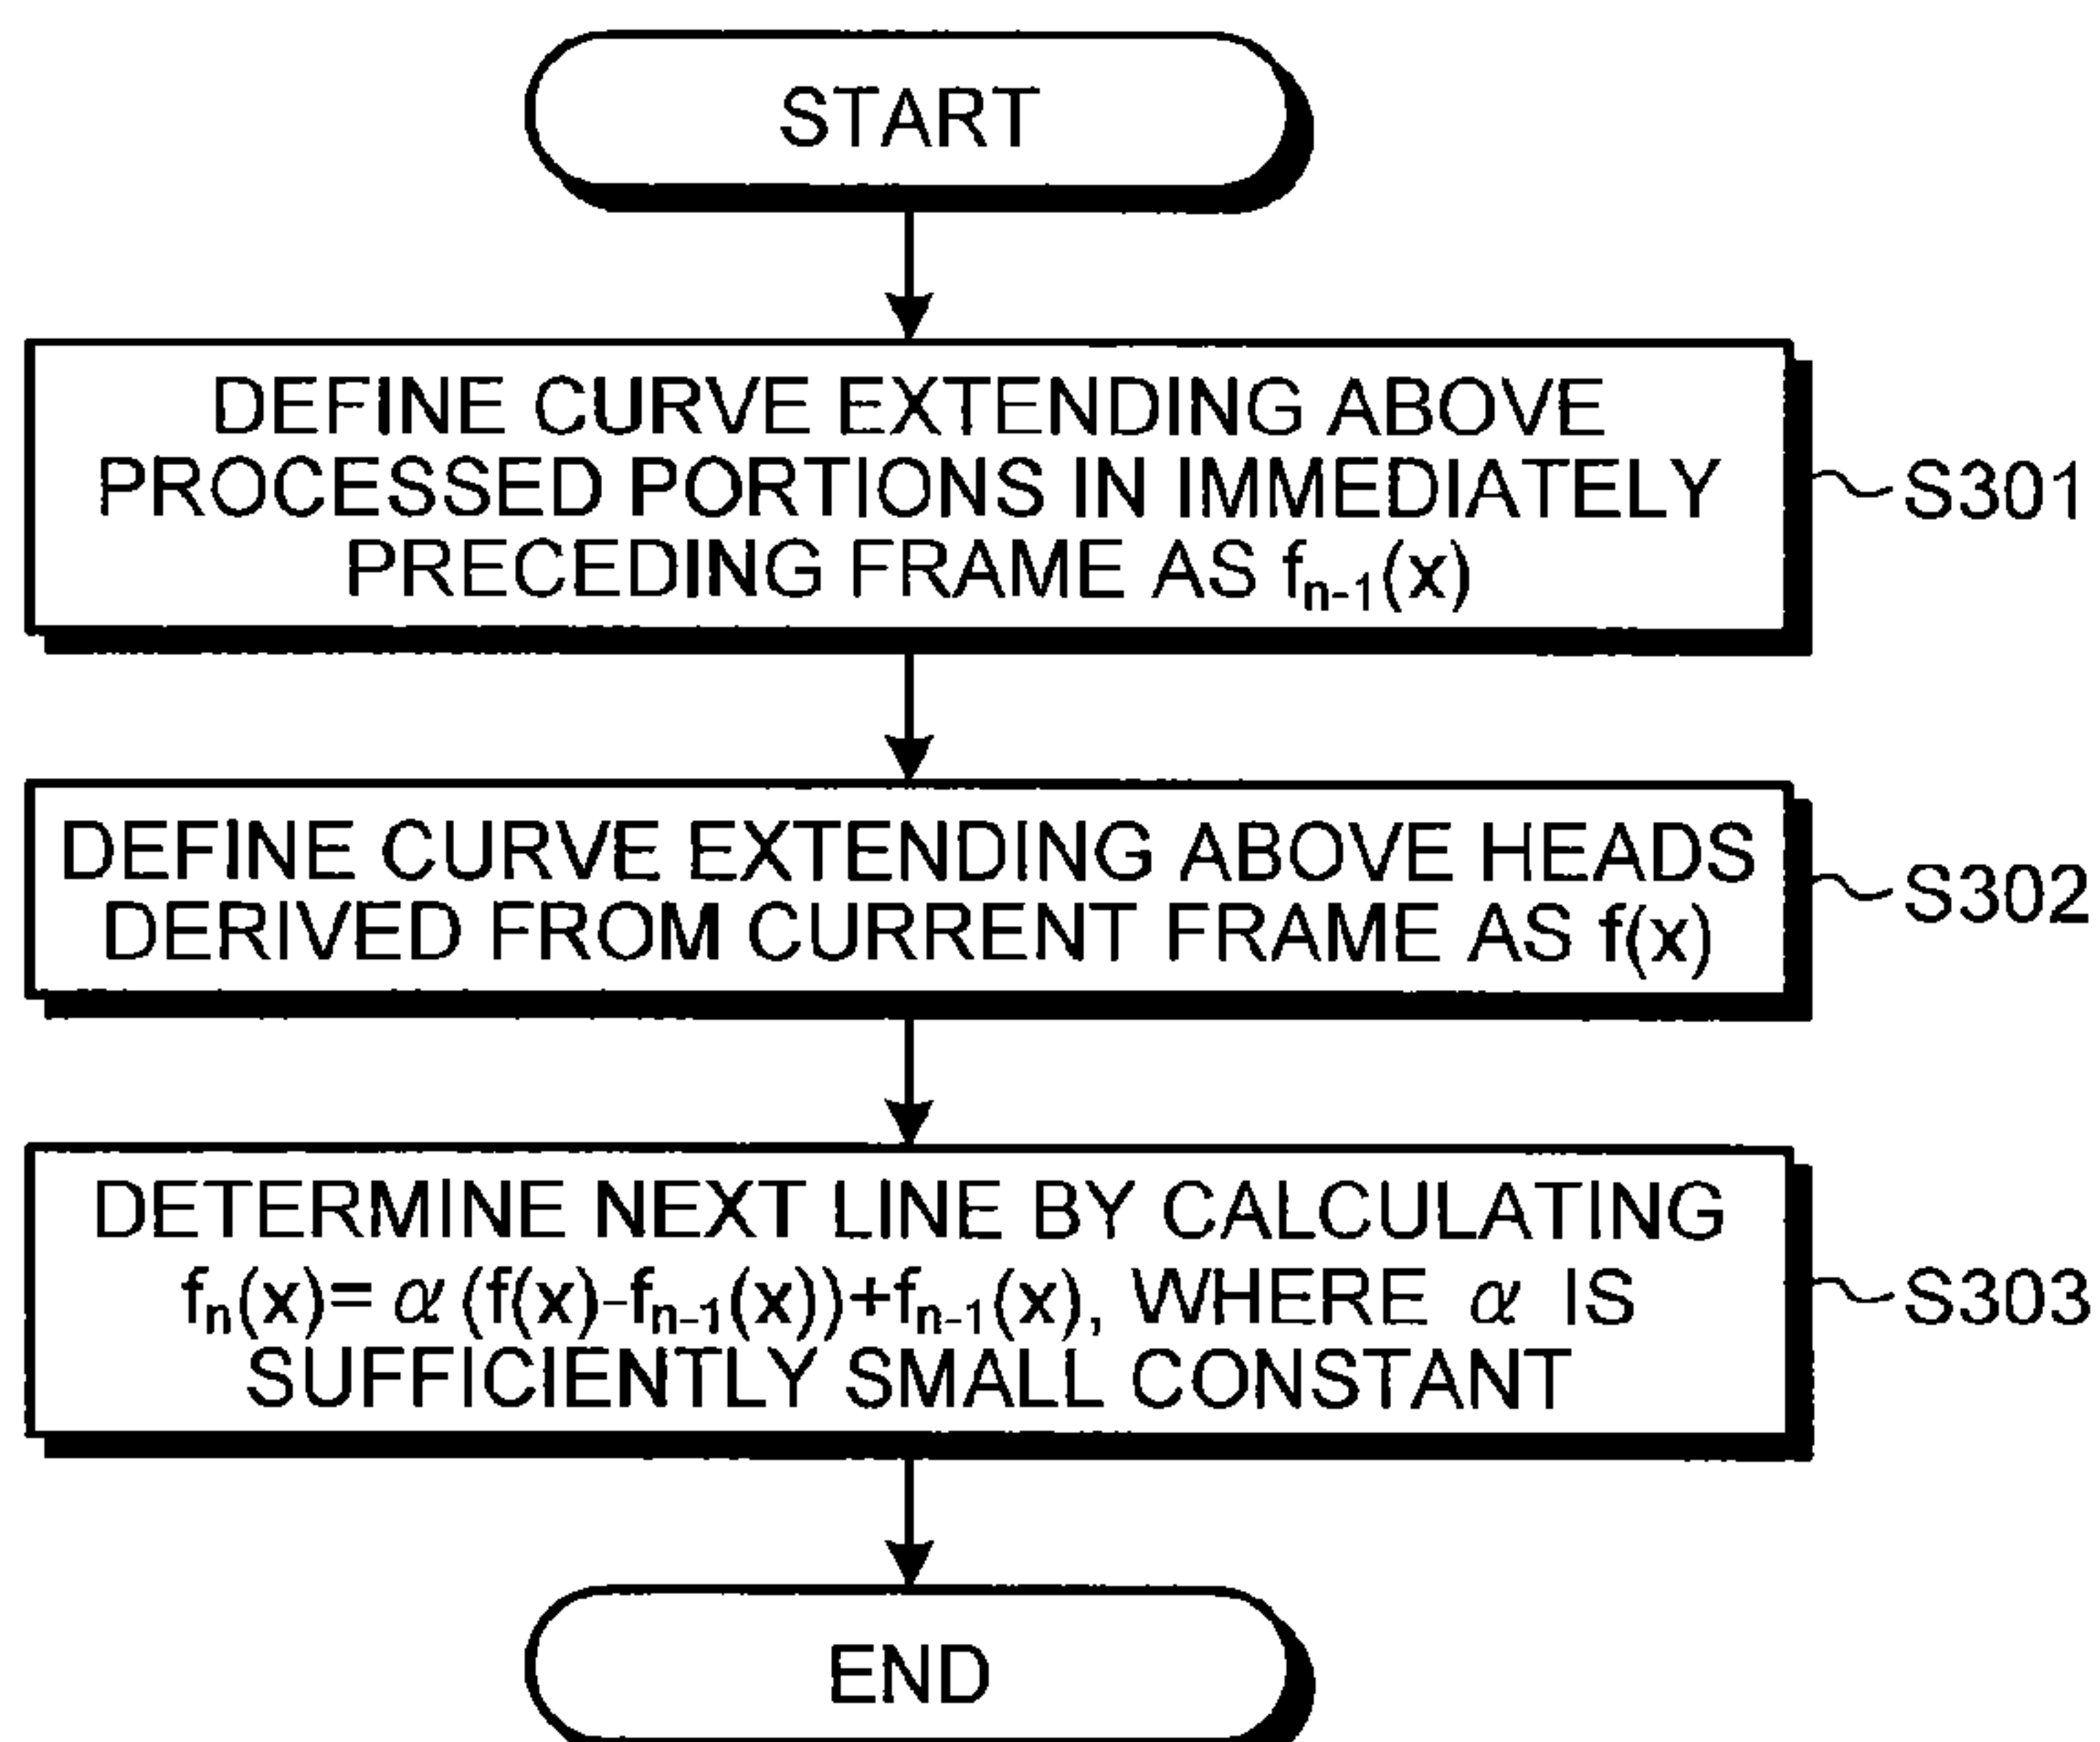 START
DEFINE CURVE EXTENDING ABOVE
PROCESSED PORTIONS IN IMMEDIATELY
PRECEDING FRAME AS fₙ₋₁(x)
S301
DEFINE CURVE EXTENDING ABOVE HEADS
DERIVED FROM CURRENT FRAME AS f(x)
S302
DETERMINE NEXT LINE BY CALCULATING
fₙ(x)= α (f(x)-fₙ₋₁(x))+fₙ₋₁(x), WHERE α IS
SUFFICIENTLY SMALL CONSTANT
S303
END